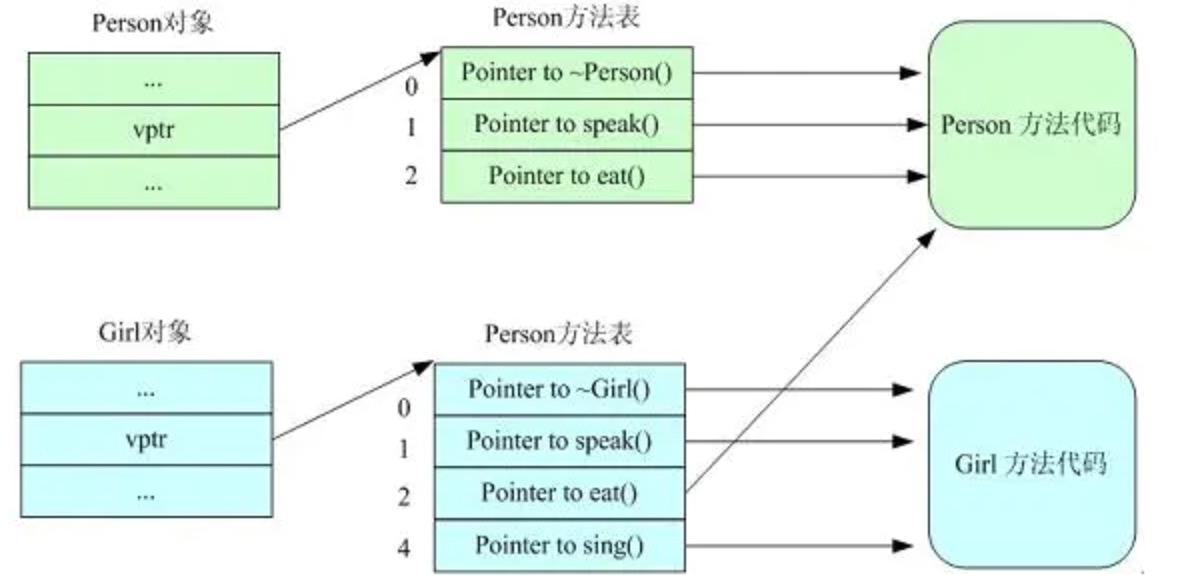 Person对象
...
vptr
...
Person方法表
0
Pointer to ~Person()
1
Pointer to speak()
2
Pointer to eat()
Person 方法代码
Girl对象
...
vptr
...
Person方法表
0
Pointer to ~Girl()
1
Pointer to speak()
2
Pointer to eat()
4
Pointer to sing()
Girl 方法代码